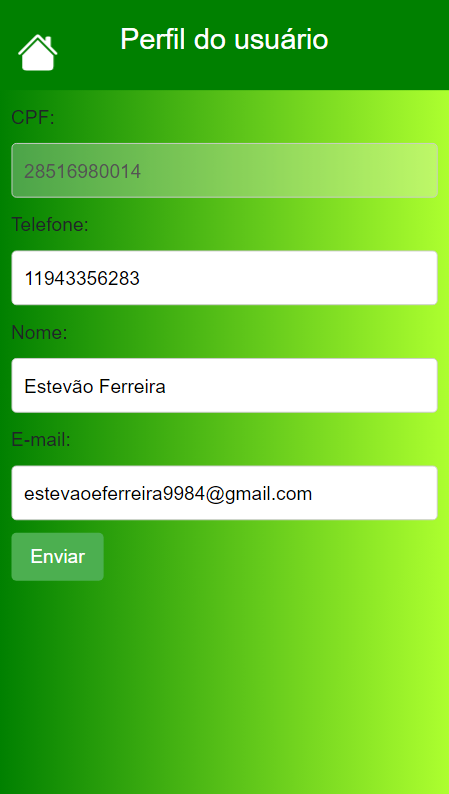 Perfil do usuário
CPF:
28516980014
Telefone:
11943356283
Nome:
Estevão Ferreira
E-mail:
estevaoeferreira9984@gmail.com
Enviar